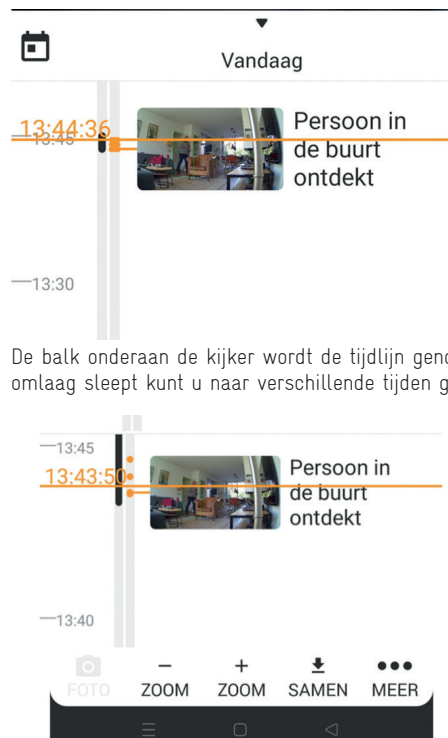 Vandaag
13:44:36
13:45
Persoon in
de buurt
ontdekt
13:30
De balk onderaan de kijker wordt de tijdlijn
omlaag sleept kunt u naar verschillende tijden
13:45
13:43:50
Persoon in
de buurt
ontdekt
13:40
FOTO
ZOOM
ZOOM
SAMEN
MEER